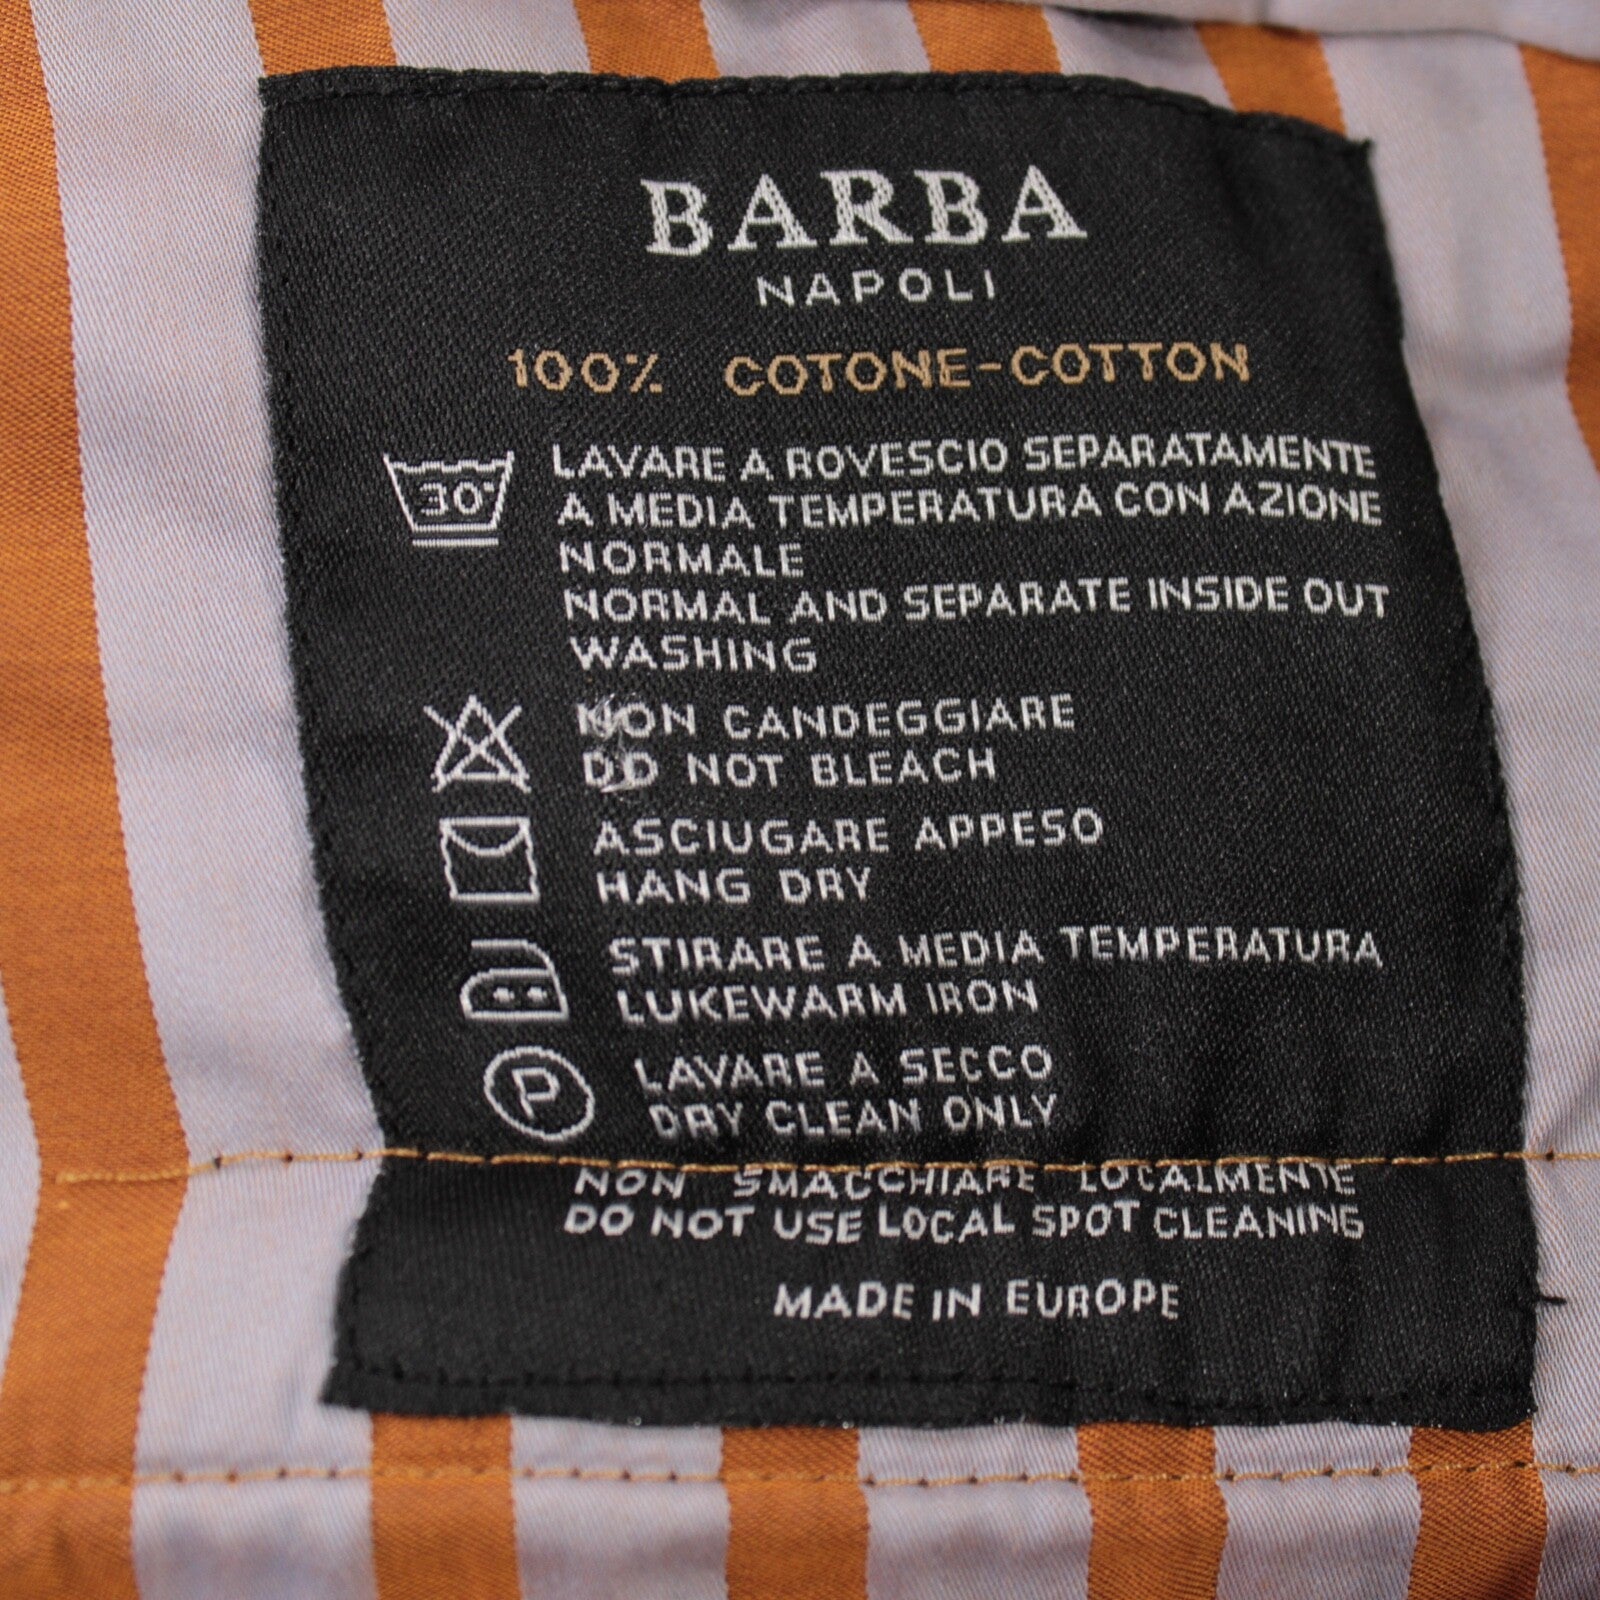 BARBA
NAPOLI
100% COTONE-COTTON
30°
LAVARE A ROVESCIO SEPARATAMENTE
A MEDIA TEMPERATURA CON AZIONE
NORMALE
NORMAL AND SEPARATE INSIDE OUT
WASHING
NON CANDEGGIARE
DO NOT BLEACH
ASCIUGARE APPESO
HANG DRY
STIRARE A MEDIA TEMPERATURA
LUKEWARM IRON
P
LAVARE A SECCO
DRY CLEAN ONLY
NON SMACCHIARE LOCALMENTE
DO NOT USE LOCAL SPOT CLEANING
MADE IN EUROPE